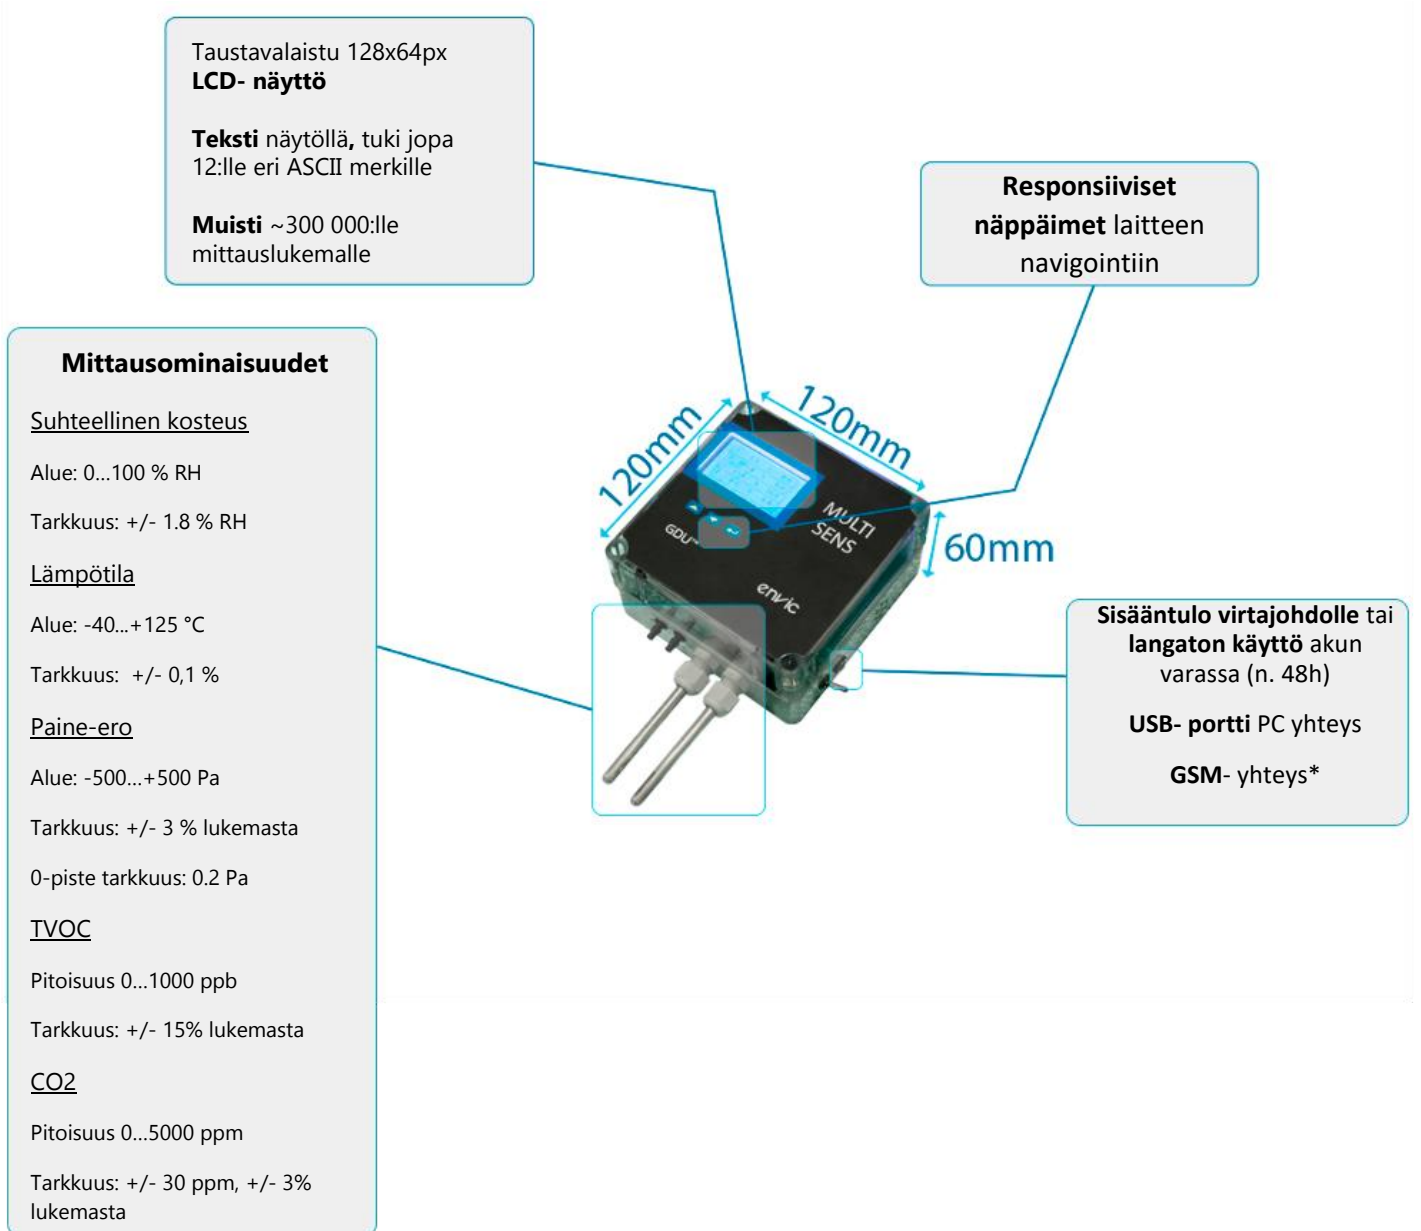 Taustavalaistu 128x64px
LCD- näyttö
Teksti näytöllä, tuki jopa
12:lle eri ASCII merkille
Muisti ~300 000:lle
mittauslukemalle
Responsiiviset
näppäimet laitteen
navigointiin
Mittausominaisuudet
Suhteellinen kosteus
Alue: 0...100 % RH
Tarkkuus: +/- 1.8 % RH
Lämpötila
Alue: -40...+125 °C
Tarkkuus:  +/- 0,1 %
Paine-ero
Alue: -500...+500 Pa
Tarkkuus: +/- 3 % lukemasta
0-piste tarkkuus: 0.2 Pa
TVOC
Pitoisuus 0...1000 ppb
Tarkkuus: +/- 15% lukemasta
CO2
Pitoisuus 0...5000 ppm
Tarkkuus: +/- 30 ppm, +/- 3%
lukemasta
120mm
120mm
60mm
MULTI
SENS
GDU™
envic
Sisääntulo virtajohdolle tai
langaton käyttö akun
varassa (n. 48h)
USB- portti PC yhteys
GSM- yhteys*